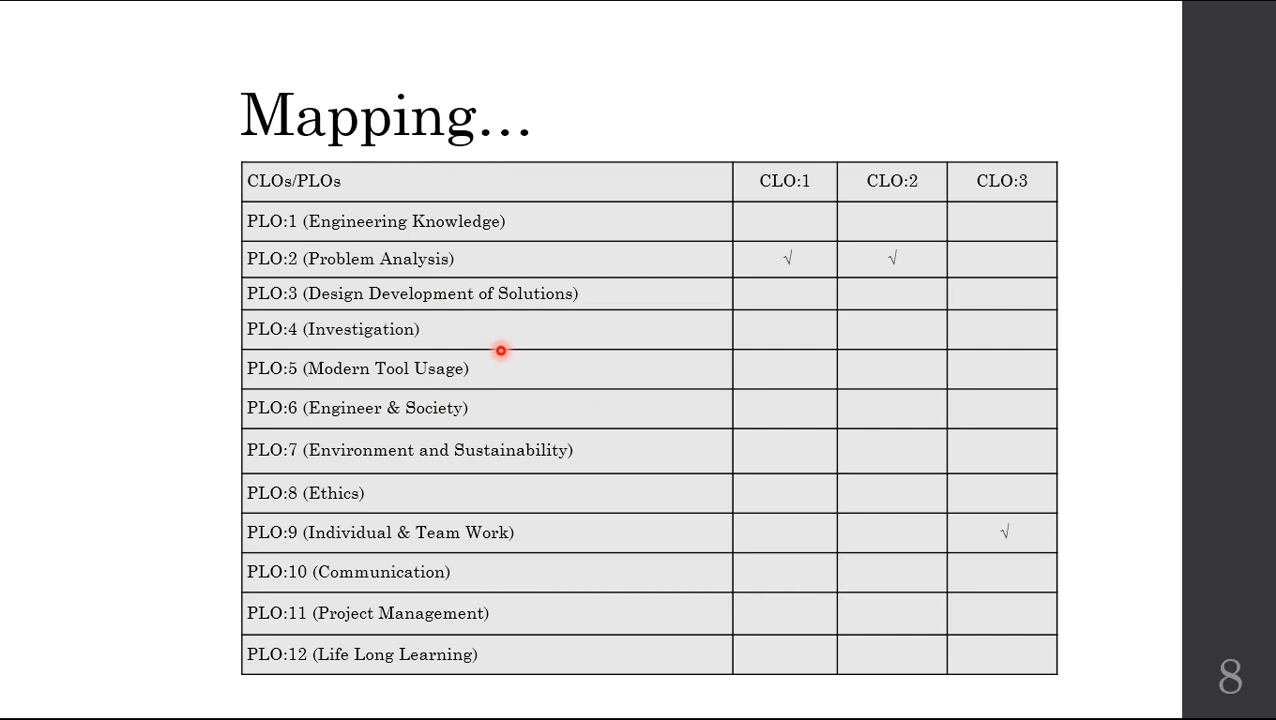 Mapping...
CLOs/PLOs CLO:1 CLO:2 CLO:3
PLO:1 (Engineering Knowledge)
PLO:2 (Problem Analysis) √ √
PLO:3 (Design Development of Solutions)
PLO:4 (Investigation)
PLO:5 (Modern Tool Usage)
PLO:6 (Engineer & Society)
PLO:7 (Environment and Sustainability)
PLO:8 (Ethics)
PLO:9 (Individual & Team Work) √
PLO:10 (Communication)
PLO:11 (Project Management)
PLO:12 (Life Long Learning)
8